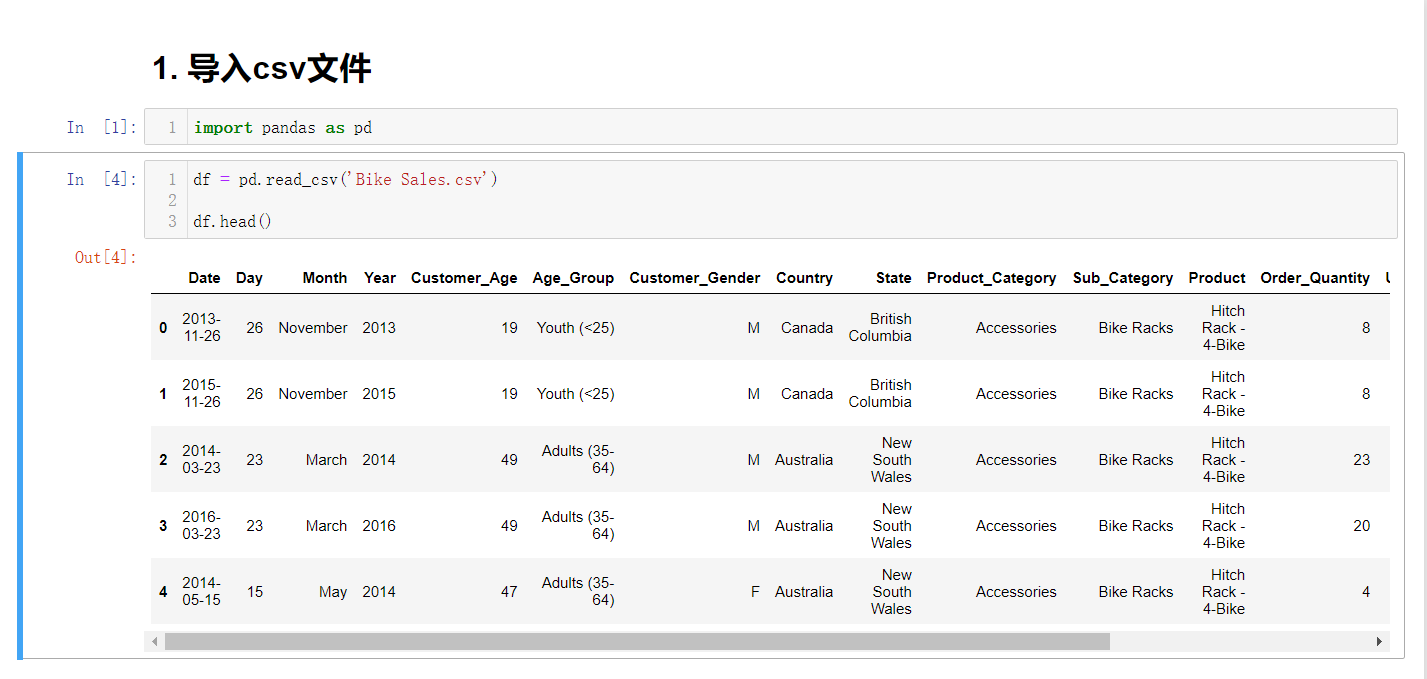 1. 导入csv文件
In [1]: 1 import pandas as pd
In [4]: 1 df = pd.read_csv('Bike Sales.csv')
2
3 df.head()
Out[4]:
Date Day Month Year Customer_Age Age_Group Customer_Gender Country State Product_Category Sub_Category Product Order_Quantity
0 2013-11-26 26 November 2013 19 Youth (<25) M Canada British Columbia Accessories Bike Racks Hitch Rack - 4-Bike 8
1 2015-11-26 26 November 2015 19 Youth (<25) M Canada British Columbia Accessories Bike Racks Hitch Rack - 4-Bike 8
2 2014-03-23 23 March 2014 49 Adults (35-64) M Australia New South Wales Accessories Bike Racks Hitch Rack - 4-Bike 23
3 2016-03-23 23 March 2016 49 Adults (35-64) M Australia New South Wales Accessories Bike Racks Hitch Rack - 4-Bike 20
4 2014-05-15 15 May 2014 47 Adults (35-64) F Australia New South Wales Accessories Bike Racks Hitch Rack - 4-Bike 4